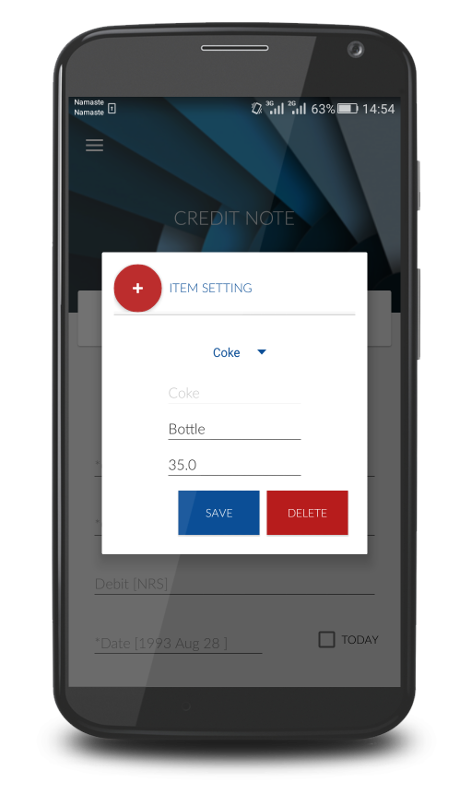 Namaste
Namaste
3G 2G 63% 14:54
CREDIT NOTE
ITEM SETTING
Coke
Coke
Bottle
35.0
SAVE DELETE
Debit [NRS]
*Date [1993 Aug 28 ]
TODAY